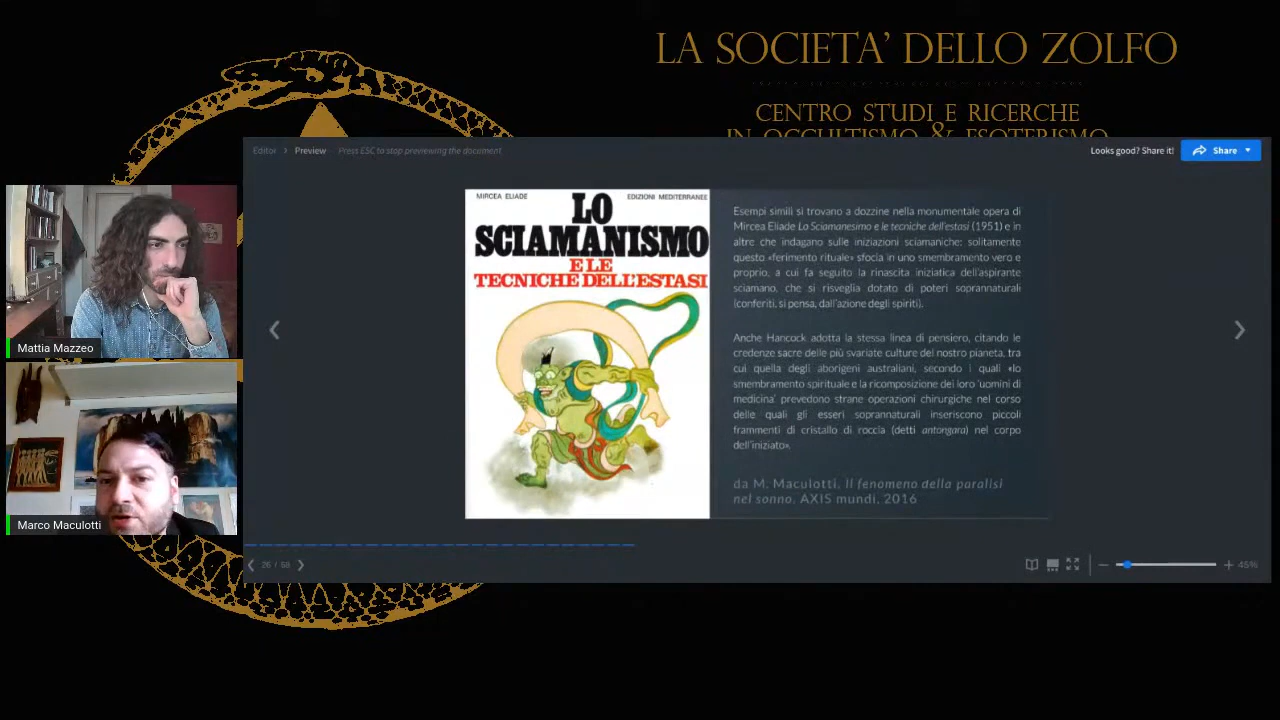 LA SOCIETA' DELLO ZOLFO
CENTRO STUDI E RICERCHE
IN OCCULTISMO & ESOTERISMO
Editor > Preview Press ESC to stop previewing the document
Looks good? Share it!
Share
MIRCEA ELIADE
EDIZIONI MEDITERRANEE
LO
SCIAMANISMO
E LE
TECNICHE DELL'ESTASI
Esempi simili si trovano a dozzine nella monumentale opera di
Mircea Eliade Lo Sciamanesimo e le tecniche dell'estasi (1951) e in
altre che indagano sulle iniziazioni sciamaniche: solitamente
questo «ferimento rituale» sfocia in uno smembramento vero e
proprio, a cui fa seguito la rinascita iniziatica dell'aspirante
sciamano, che si risveglia dotato di poteri soprannaturali
(conferiti, si pensa, dall'azione degli spiriti).
Anche Hancock adotta la stessa linea di pensiero, citando le
credenze sacre delle più svariate culture del nostro pianeta, tra
cui quella degli aborigeni australiani, secondo i quali «lo
smembramento spirituale e la ricomposizione dei loro 'uomini di
medicina' prevedono strane operazioni chirurgiche nel corso
delle quali gli esseri soprannaturali inseriscono piccoli
frammenti di cristallo di roccia (detti antongara) nel corpo
dell'iniziato».
da M. Maculotti, Il fenomeno della paralisi
nel sonno, AXIS mundi, 2016
Mattia Mazzeo
Marco Maculotti
26 / 58
45%